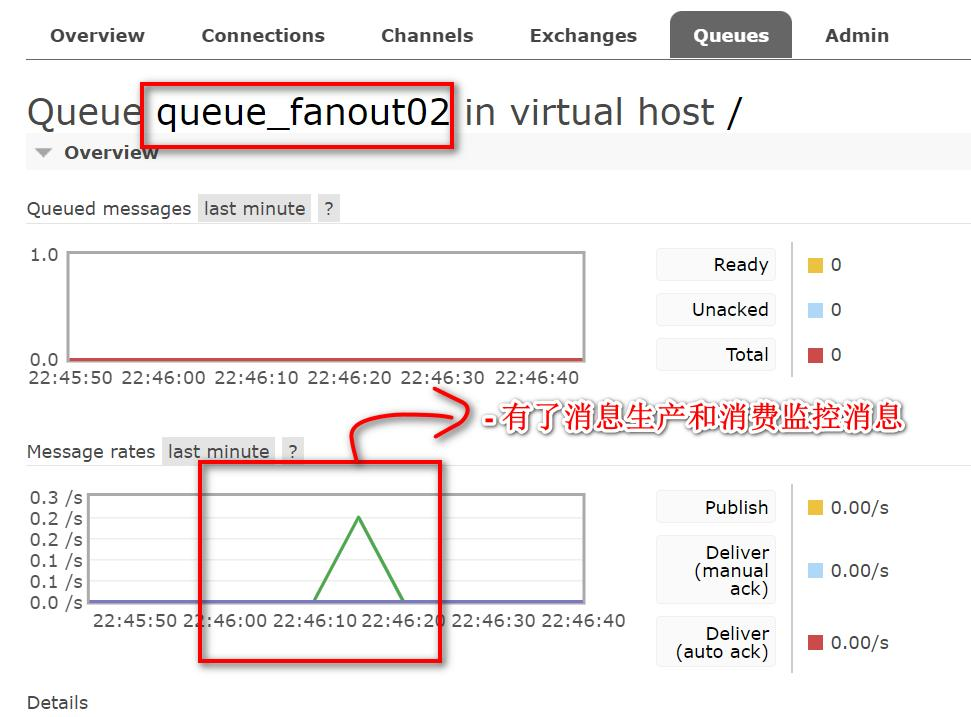 Overview Connections Channels Exchanges Queues Admin
Queue queue_fanout02 in virtual host /
Overview
Queued messages last minute ?
1.0
0.0
22:45:50 22:46:00 22:46:10 22:46:20 22:46:30 22:46:40
Ready 0
Unacked 0
Total 0
- 有了消息生产和消费监控消息
Message rates last minute ?
0.3 /s
0.2 /s
0.2 /s
0.1 /s
0.1 /s
0.0 /s
22:45:50 22:46:00 22:46:10 22:46:20 22:46:30 22:46:40
Publish 0.00/s
Deliver
(manual 0.00/s
ack)
Deliver
(auto ack) 0.00/s
Details